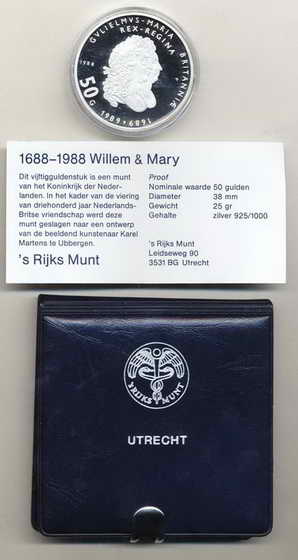 GVLIELMVS·MARIA
REX·REGINA
BRITANNIÆ
1988
50 G
1689·1989
1688–1988 Willem & Mary
Dit vijftigguldenstuk is een munt
van het Koninkrijk der Neder-
landen. In het kader van de viering
van driehonderd jaar Nederlands-
Britse vriendschap werd deze
munt geslagen naar een ontwerp
van de beeldend kunstenaar Karel
Martens te Ubbergen.
's Rijks Munt
Proof
Nominale waarde 50 gulden
Diameter 38 mm
Gewicht 25 gr
Gehalte zilver 925/1000
's Rijks Munt
Leidseweg 90
3531 BG Utrecht
'S RIJKS MUNT
UTRECHT